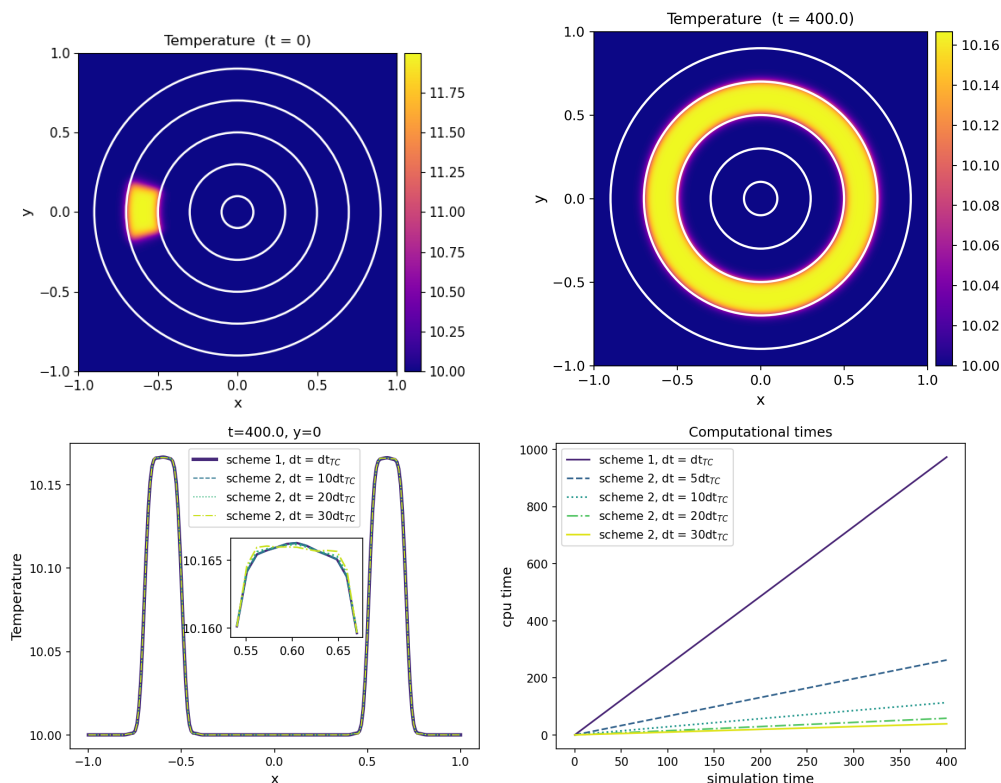 Temperature (t = 0)
1.0
0.5
0.0
−0.5
−1.0
y
−1.0 −0.5 0.0 0.5 1.0
x
11.75
11.50
11.25
11.00
10.75
10.50
10.25
10.00
Temperature (t = 400.0)
1.0
0.5
0.0
−0.5
−1.0
y
−1.0 −0.5 0.0 0.5 1.0
x
10.16
10.14
10.12
10.10
10.08
10.06
10.04
10.02
10.00
t=400.0, y=0
Temperature
10.15
10.10
10.05
10.00
scheme 1, dt = dt_TC
scheme 2, dt = 10dt_TC
scheme 2, dt = 20dt_TC
scheme 2, dt = 30dt_TC
10.165
10.160
0.55 0.60 0.65
−1.0 −0.5 0.0 0.5 1.0
x
Computational times
cpu time
1000
800
600
400
200
0
scheme 1, dt = dt_TC
scheme 2, dt = 5dt_TC
scheme 2, dt = 10dt_TC
scheme 2, dt = 20dt_TC
scheme 2, dt = 30dt_TC
0 50 100 150 200 250 300 350 400
simulation time